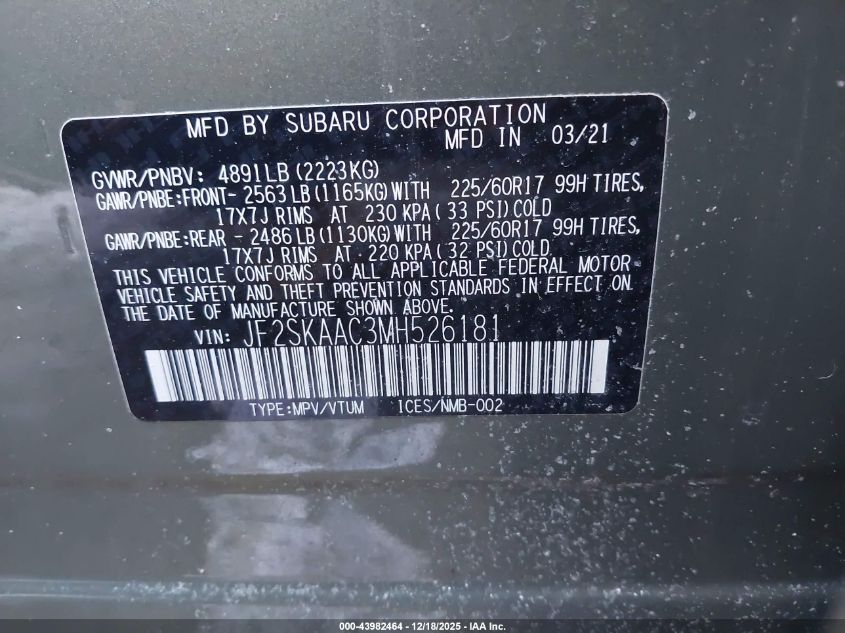 MFD BY SUBARU CORPORATION
MFD IN 03/21
GVWR/PNBV: 4891LB (2223KG)
GAWR/PNBE:FRONT- 2563LB (1165KG)WITH 225/60R17 99H TIRES,
17X7J RIMS AT 230 KPA( 33 PSI)COLD
GAWR/PNBE:REAR - 2486LB (1130KG)WITH 225/60R17 99H TIRES,
17X7J RIMS AT 220 KPA( 32 PSI)COLD
THIS VEHICLE CONFORMS TO ALL APPLICABLE FEDERAL MOTOR
VEHICLE SAFETY AND THEFT PREVENTION STANDARDS IN EFFECT ON
THE DATE OF MANUFACTURE SHOWN ABOVE.
VIN: JF2SKAAC3MH526181
TYPE:MPV/VTUM ICES/NMB-002
000-43982464 - 12/18/2025 - IAA Inc.